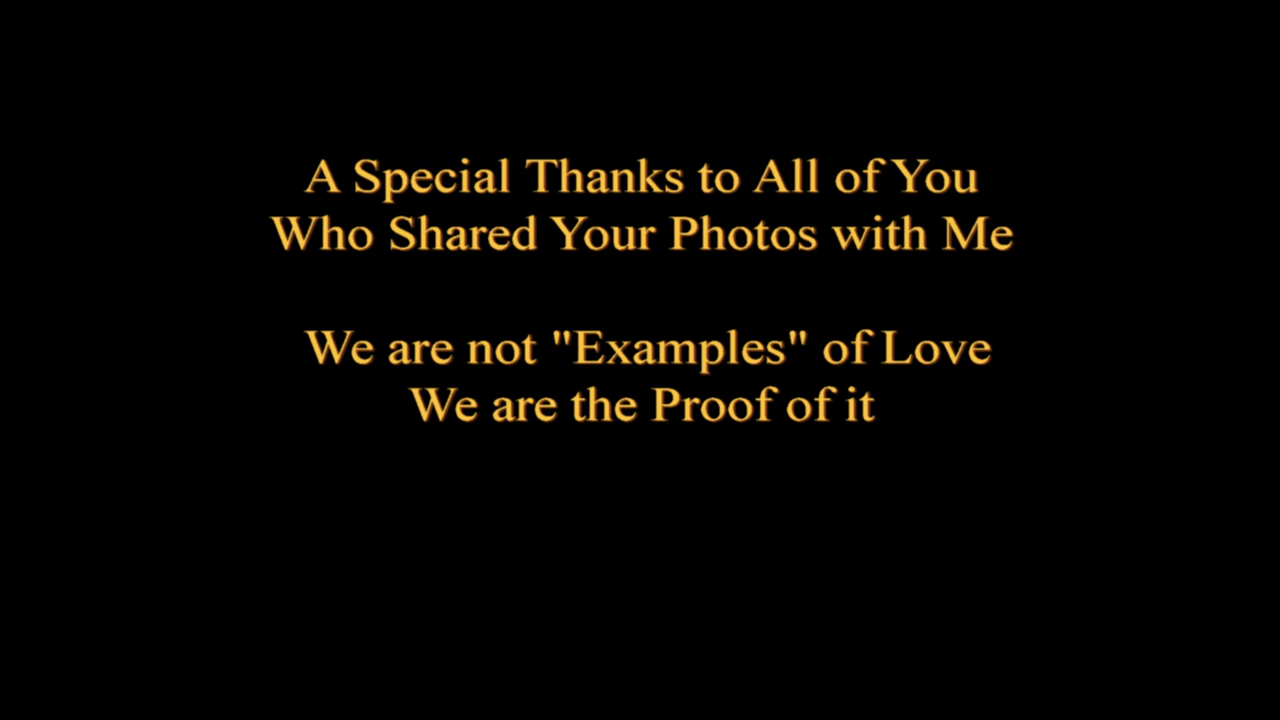 A Special Thanks to All of You
Who Shared Your Photos with Me
We are not "Examples" of Love
We are the Proof of it